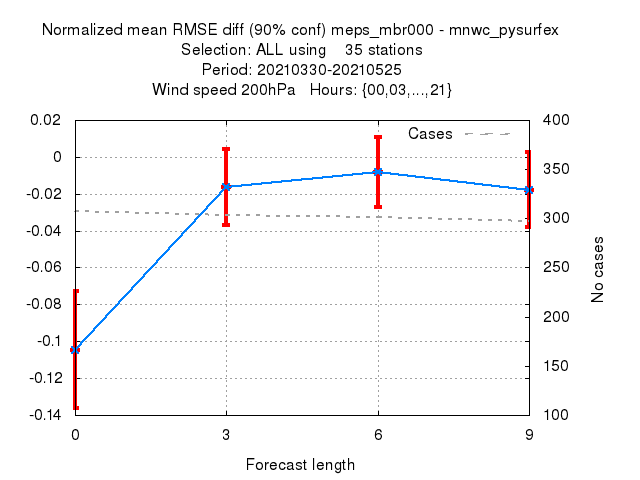 Normalized mean RMSE diff (90% conf) meps_mbr000 - mnwc_pysurfex
Selection: ALL using 35 stations
Period: 20210330-20210525
Wind speed 200hPa Hours: {00,03,...,21}
0.02
0
-0.02
-0.04
-0.06
-0.08
-0.1
-0.12
-0.14
Cases
400
350
300
250
200
150
100
No cases
0 3 6 9
Forecast length